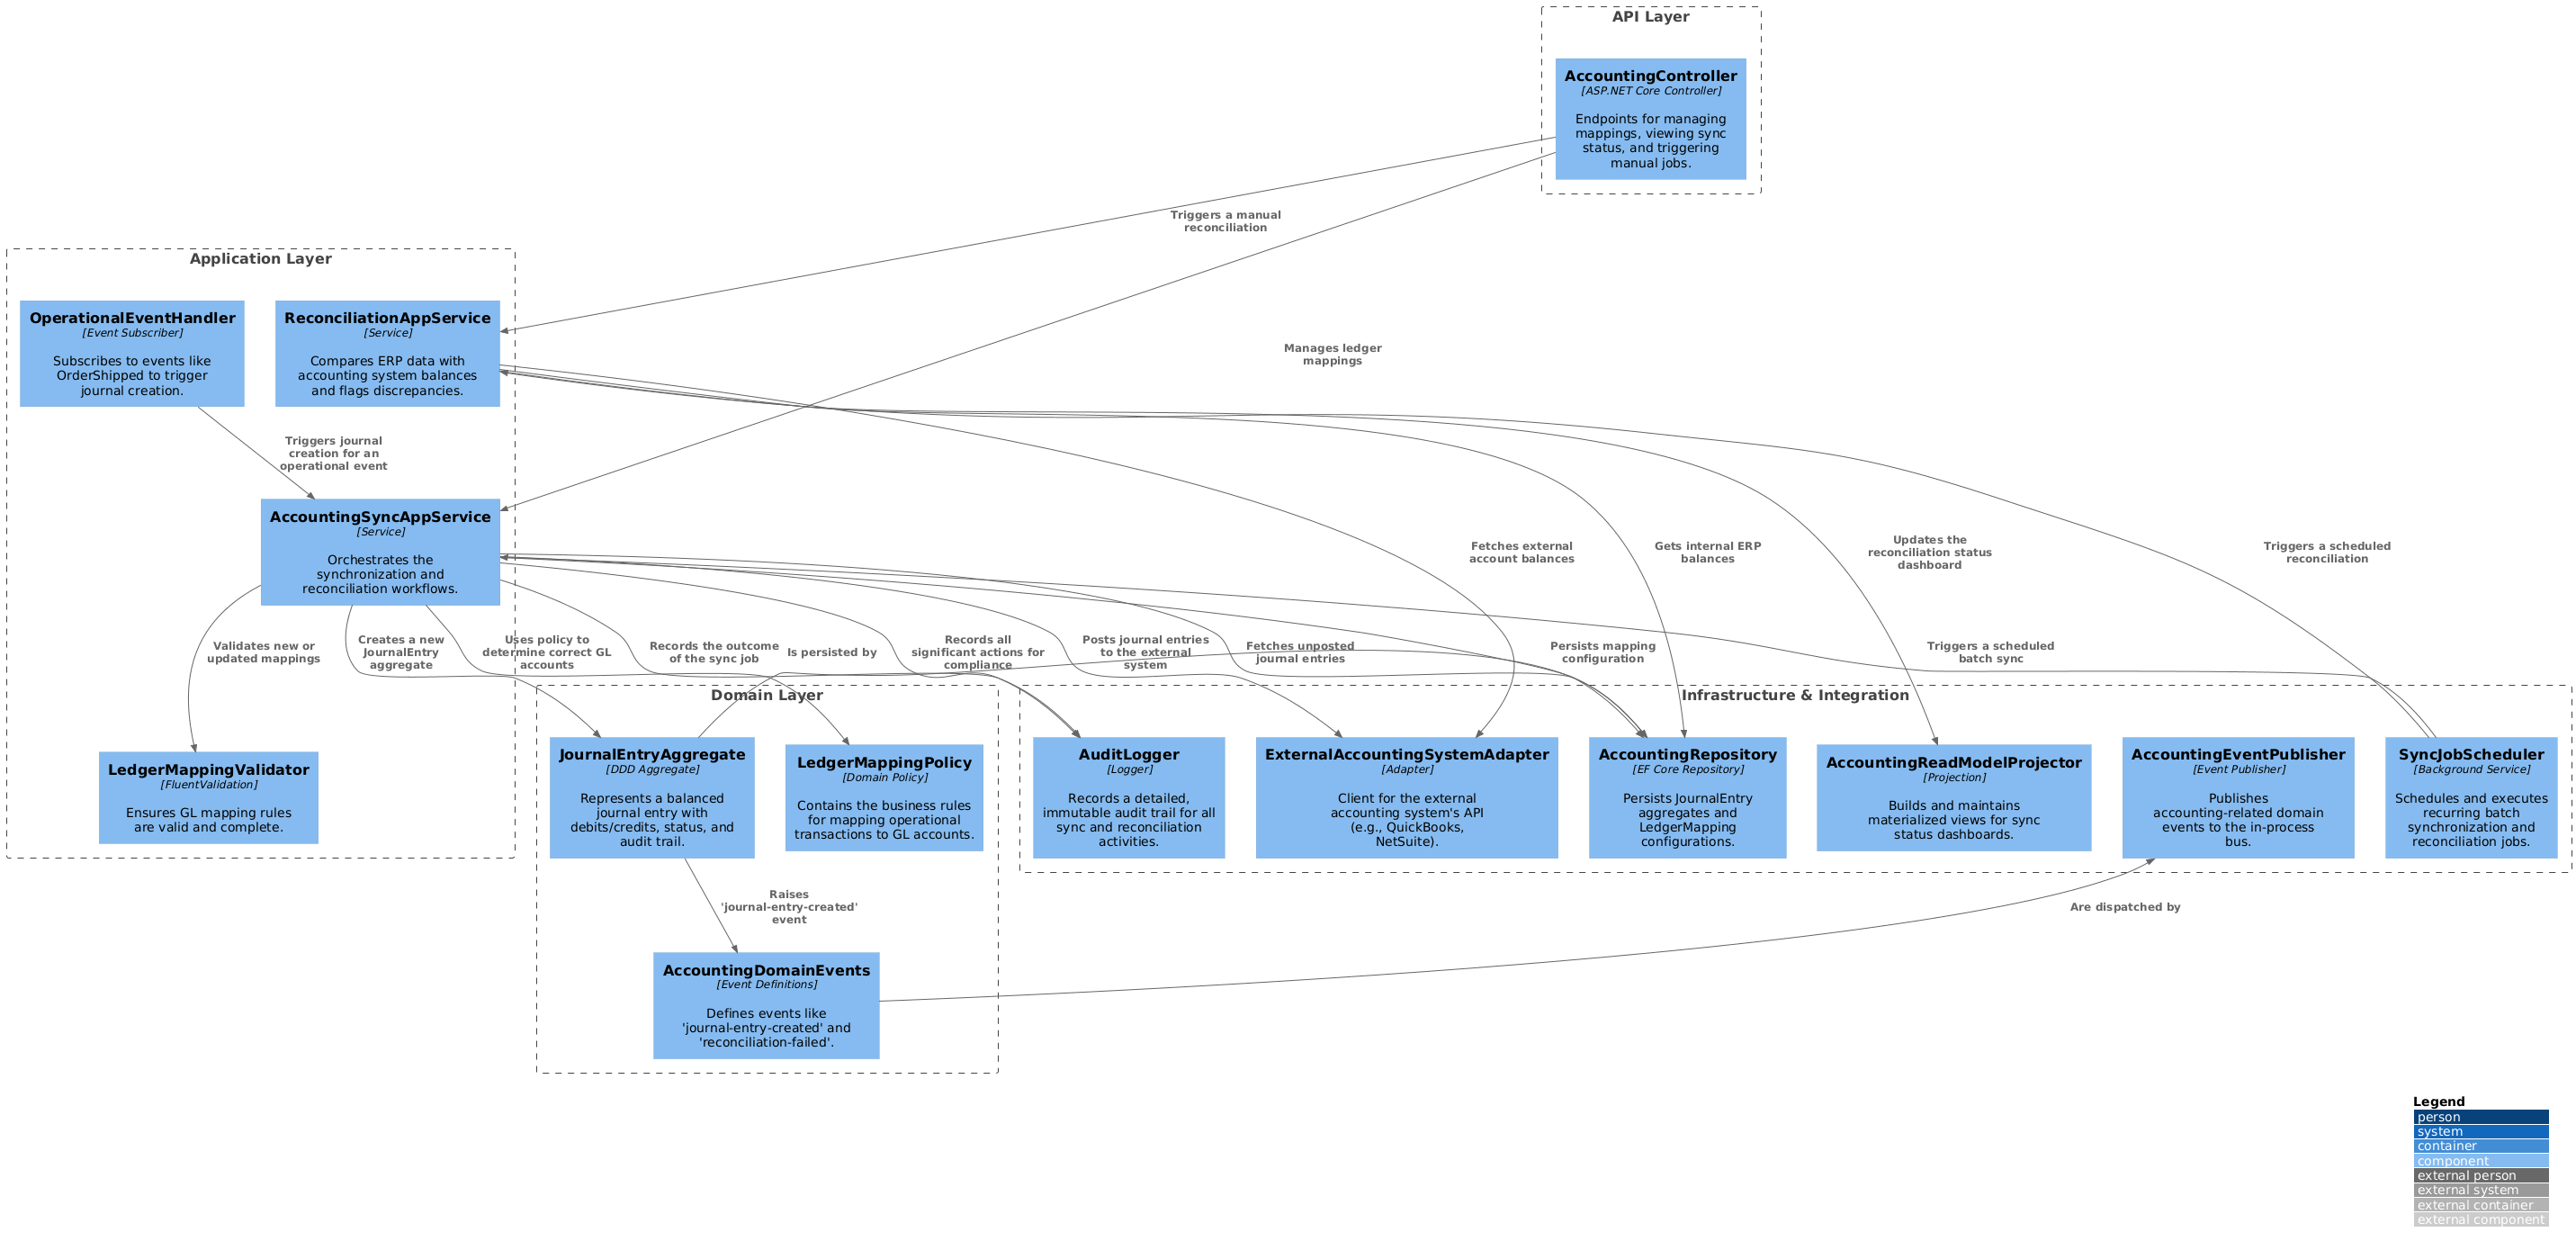 API Layer
AccountingController
[ASP.NET Core Controller]
Endpoints for managing
mappings, viewing sync
status, and triggering
manual jobs.
Triggers a manual
reconciliation
Manages ledger
mappings
Application Layer
OperationalEventHandler
[Event Subscriber]
Subscribes to events like
OrderShipped to trigger
journal creation.
ReconciliationAppService
[Service]
Compares ERP data with
accounting system balances
and flags discrepancies.
Triggers journal
creation for an
operational event
AccountingSyncAppService
[Service]
Orchestrates the
synchronization and
reconciliation workflows.
Fetches external
account balances
Gets internal ERP
balances
Updates the
reconciliation status
dashboard
Triggers a scheduled
reconciliation
Validates new or
updated mappings
Creates a new
JournalEntry
aggregate
Uses policy to
determine correct GL
accounts
Records the outcome
of the sync job
Is persisted by
Records all
significant actions for
compliance
Posts journal entries
to the external
system
Fetches unposted
journal entries
Persists mapping
configuration
Triggers a scheduled
batch sync
LedgerMappingValidator
[FluentValidation]
Ensures GL mapping rules
are valid and complete.
Domain Layer
JournalEntryAggregate
[DDD Aggregate]
Represents a balanced
journal entry with
debits/credits, status, and
audit trail.
LedgerMappingPolicy
[Domain Policy]
Contains the business rules
for mapping operational
transactions to GL accounts.
Raises
'journal-entry-created'
event
AccountingDomainEvents
[Event Definitions]
Defines events like
'journal-entry-created' and
'reconciliation-failed'.
Infrastructure & Integration
AuditLogger
[Logger]
Records a detailed,
immutable audit trail for all
sync and reconciliation
activities.
ExternalAccountingSystemAdapter
[Adapter]
Client for the external
accounting system's API
(e.g., QuickBooks,
NetSuite).
AccountingRepository
[EF Core Repository]
Persists JournalEntry
aggregates and
LedgerMapping
configurations.
AccountingReadModelProjector
[Projection]
Builds and maintains
materialized views for sync
status dashboards.
AccountingEventPublisher
[Event Publisher]
Publishes
accounting-related domain
events to the in-process
bus.
SyncJobScheduler
[Background Service]
Schedules and executes
recurring batch
synchronization and
reconciliation jobs.
Are dispatched by
Legend
person
system
container
component
external person
external system
external container
external component